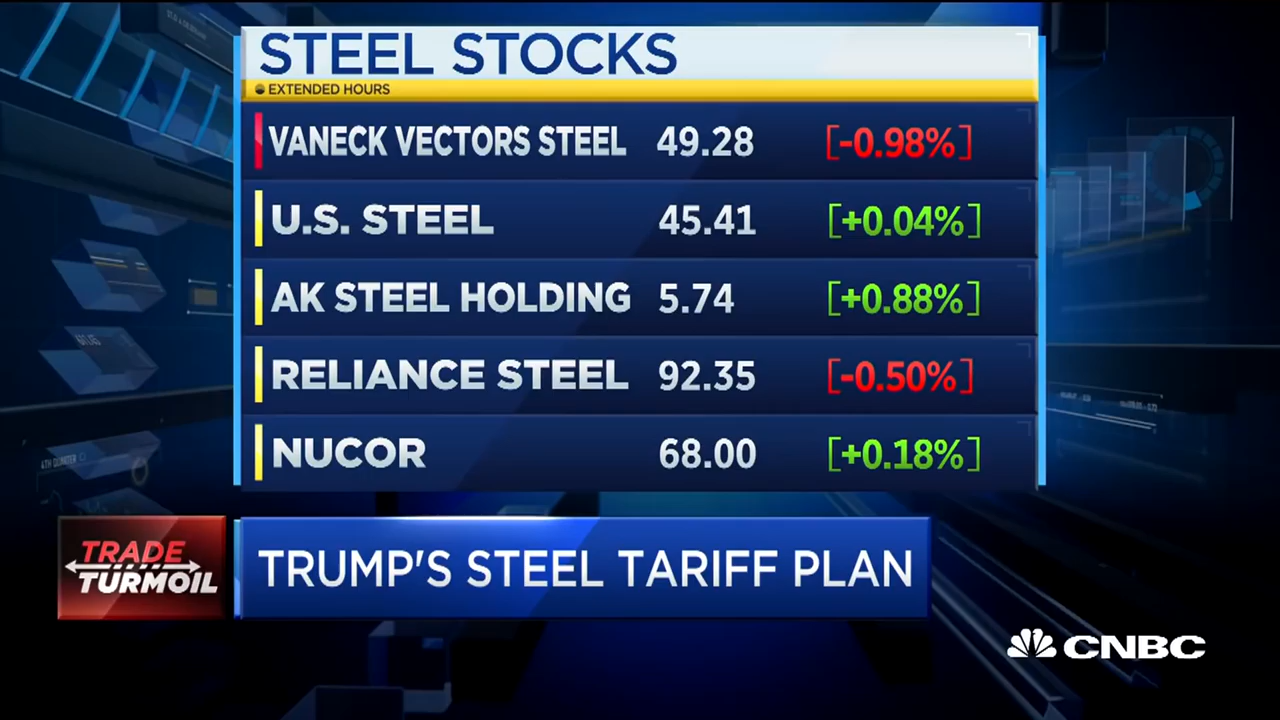 STEEL STOCKS
EXTENDED HOURS
VANECK VECTORS STEEL 49.28 [-0.98%]
U.S. STEEL 45.41 [+0.04%]
AK STEEL HOLDING 5.74 [+0.88%]
RELIANCE STEEL 92.35 [-0.50%]
NUCOR 68.00 [+0.18%]
TRADE
TURMOIL
TRUMP'S STEEL TARIFF PLAN
CNBC
4TH QUARTER